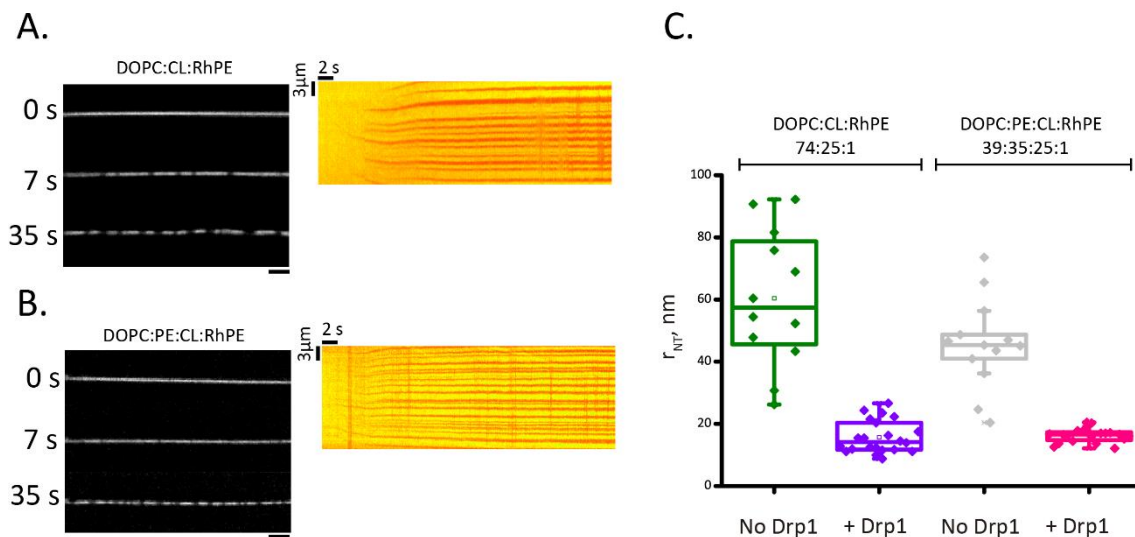 A.
DOPC:CL:RhPE
0 s
7 s
35 s
2 s
3µm
B.
DOPC:PE:CL:RhPE
0 s
7 s
35 s
2 s
3µm
C.
DOPC:CL:RhPE
74:25:1
DOPC:PE:CL:RhPE
39:35:25:1
r_NT, nm
100
80
60
40
20
0
No Drp1
+ Drp1
No Drp1
+ Drp1